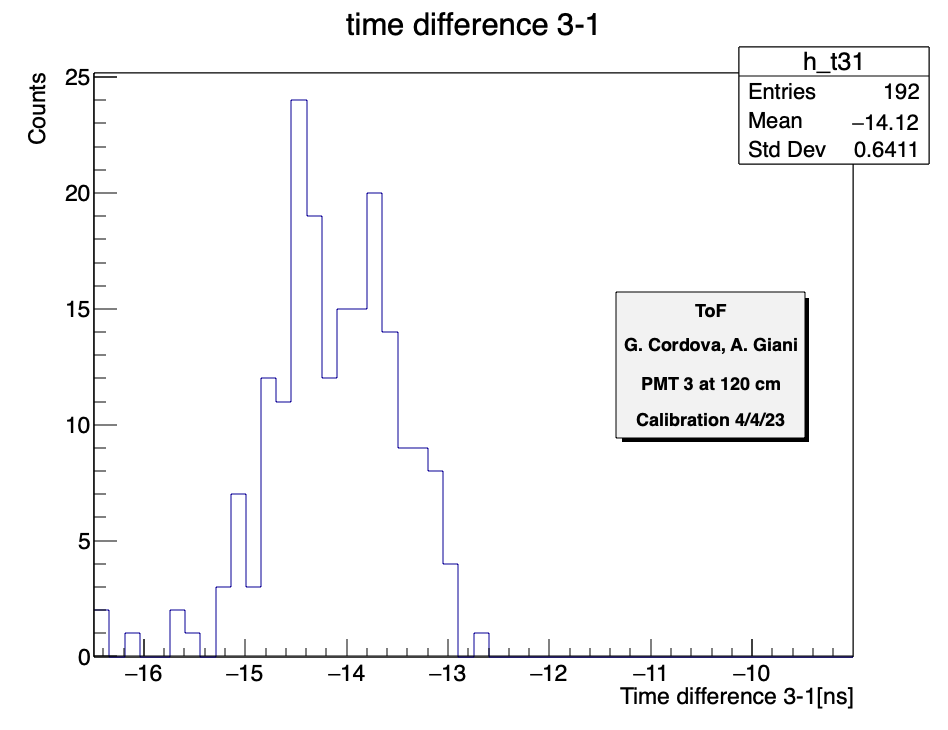 time difference 3-1
h_t31
Entries 192
Mean −14.12
Std Dev 0.6411
Counts
25
20
15
10
5
0
ToF
G. Cordova, A. Giani
PMT 3 at 120 cm
Calibration 4/4/23
−16 −15 −14 −13 −12 −11 −10
Time difference 3-1[ns]